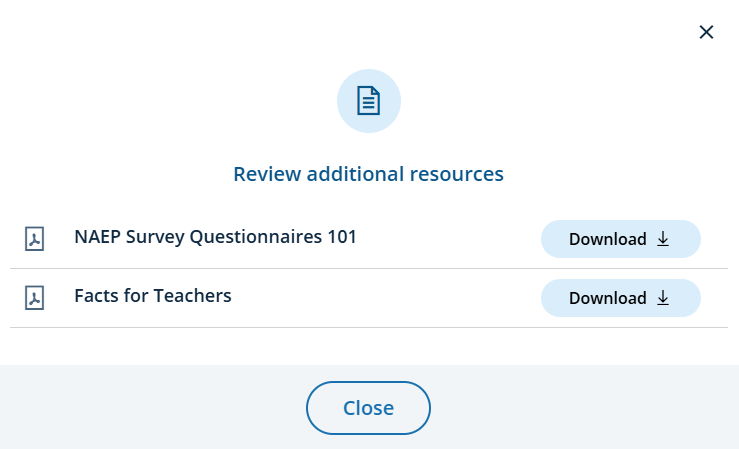 Review additional resources
NAEP Survey Questionnaires 101
Download
Facts for Teachers
Download
Close